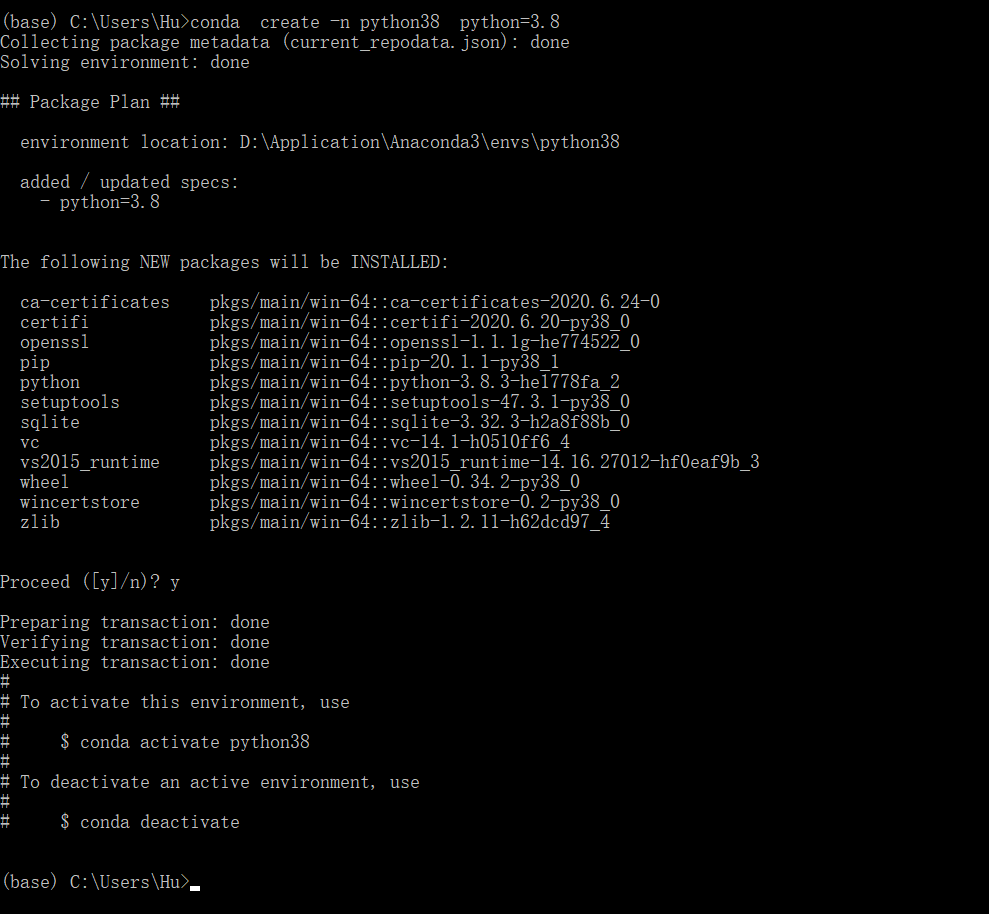 (base) C:\Users\Hu>conda  create -n python38  python=3.8
Collecting package metadata (current_repodata.json): done
Solving environment: done
## Package Plan ##
  environment location: D:\Application\Anaconda3\envs\python38
  added / updated specs:
    - python=3.8
The following NEW packages will be INSTALLED:
  ca-certificates    pkgs/main/win-64::ca-certificates-2020.6.24-0
  certifi            pkgs/main/win-64::certifi-2020.6.20-py38_0
  openssl            pkgs/main/win-64::openssl-1.1.1g-he774522_0
  pip                pkgs/main/win-64::pip-20.1.1-py38_1
  python             pkgs/main/win-64::python-3.8.3-he1778fa_2
  setuptools         pkgs/main/win-64::setuptools-47.3.1-py38_0
  sqlite             pkgs/main/win-64::sqlite-3.32.3-h2a8f88b_0
  vc                 pkgs/main/win-64::vc-14.1-h0510ff6_4
  vs2015_runtime     pkgs/main/win-64::vs2015_runtime-14.16.27012-hf0eaf9b_3
  wheel              pkgs/main/win-64::wheel-0.34.2-py38_0
  wincertstore       pkgs/main/win-64::wincertstore-0.2-py38_0
  zlib               pkgs/main/win-64::zlib-1.2.11-h62dcd97_4
Proceed ([y]/n)? y
Preparing transaction: done
Verifying transaction: done
Executing transaction: done
#
# To activate this environment, use
#
#     $ conda activate python38
#
# To deactivate an active environment, use
#
#     $ conda deactivate
(base) C:\Users\Hu>